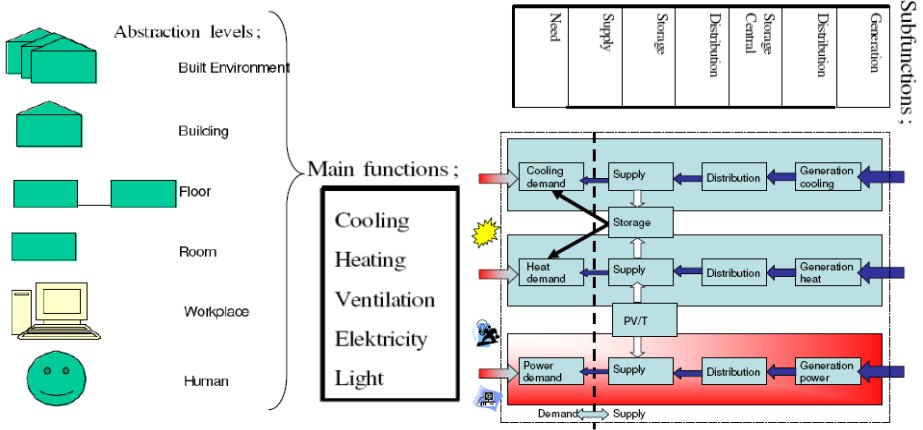 Abstraction levels;
Built Environment
Building
Floor
Room
Workplace
Human
Main functions;
Cooling
Heating
Ventilation
Elektricity
Light
Subfunctions;
Need
Supply
Storage
Distribution
Storage
Central
Distribution
Generation
Cooling
demand
Supply
Distribution
Generation
cooling
Storage
Heat
demand
Supply
Distribution
Generation
heat
PV/T
Power
demand
Supply
Distribution
Generation
power
Demand
Supply